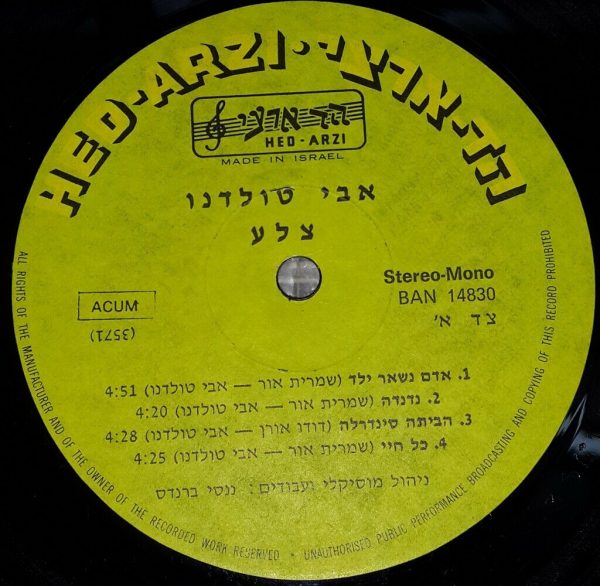 HED-ARZI · הד-ארצי
הד ארצי
HED-ARZI
MADE IN ISRAEL
אבי טולדנו
צלע
Stereo-Mono
BAN 14830
צד א'
ACUM
(3571)
1. אדם נשאר ילד (שמרית אור — אבי טולדנו) 4:51
2. נדנדה (שמרית אור — אבי טולדנו) 4:20
3. הביתה סינדרלה (דודו אורן — אבי טולדנו) 4:28
4. כל חיי (שמרית אור — אבי טולדנו) 4:25
ניהול מוסיקלי ועבודים : ננסי ברנדס
ALL RIGHTS OF THE MANUFACTURER AND OF THE OWNER OF THE RECORDED WORK RESERVED • UNAUTHORISED PUBLIC PERFORMANCE BROADCASTING AND COPYING OF THIS RECORD PROHIBITED